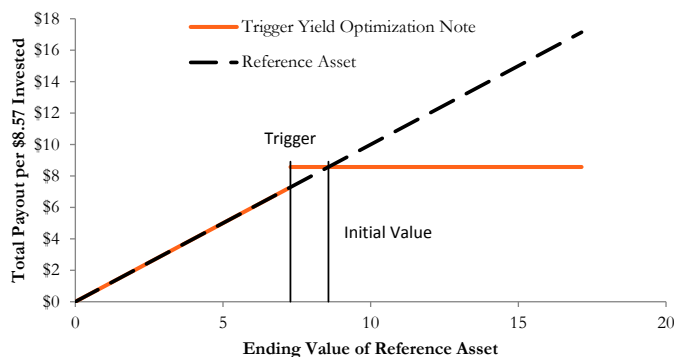 $18
$16
$14
$12
$10
$8
$6
$4
$2
$0
Total Payout per $8.57 Invested
Trigger Yield Optimization Note
Reference Asset
Trigger
Initial Value
0
5
10
15
20
Ending Value of Reference Asset